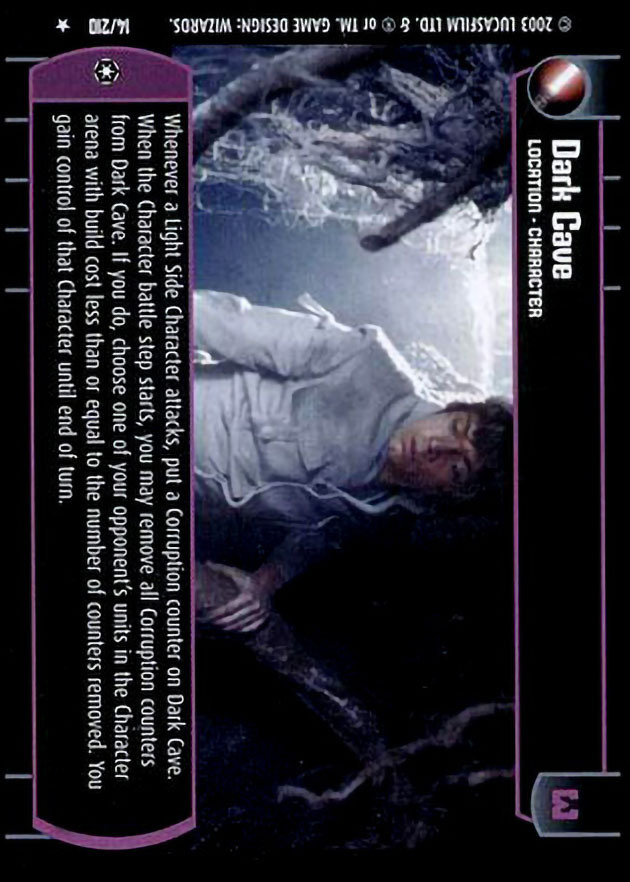 Dark Cave
LOCATION - CHARACTER
3
Whenever a Light Side Character attacks, put a Corruption counter on Dark Cave.
When the Character battle step starts, you may remove all Corruption counters
from Dark Cave. If you do, choose one of your opponent's units in the Character
arena with build cost less than or equal to the number of counters removed. You
gain control of that Character until end of turn.
© 2003 LUCASFILM LTD. & ® or TM. GAME DESIGN: WIZARDS. 14/210 ★